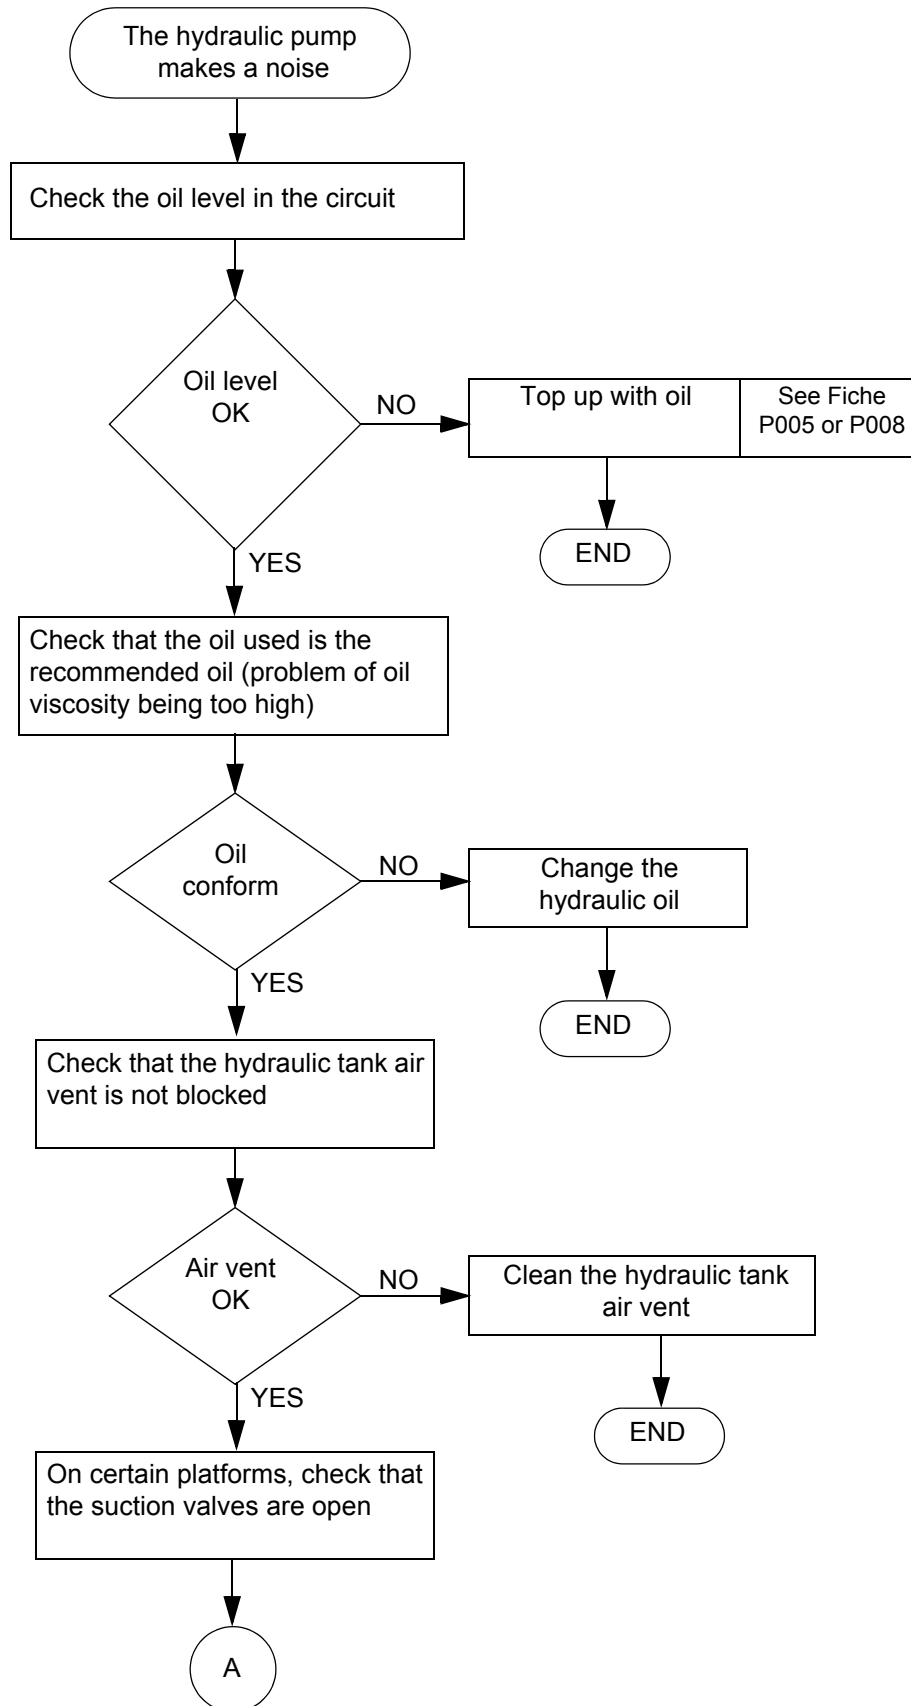 The hydraulic pump
makes a noise
Check the oil level in the circuit
Oil level
OK
NO
Top up with oil
See Fiche
P005 or P008
END
YES
Check that the oil used is the
recommended oil (problem of oil
viscosity being too high)
Oil
conform
NO
Change the
hydraulic oil
END
YES
Check that the hydraulic tank air
vent is not blocked
Air vent
OK
NO
Clean the hydraulic tank
air vent
END
YES
On certain platforms, check that
the suction valves are open
A